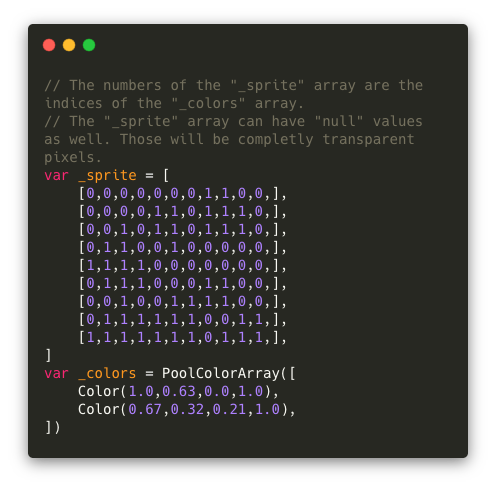 // The numbers of the "_sprite" array are the
indices of the "_colors" array.
// The "_sprite" array can have "null" values
as well. Those will be completly transparent
pixels.
var _sprite = [
    [0,0,0,0,0,0,0,1,1,0,0,],
    [0,0,0,0,1,1,0,1,1,1,0,],
    [0,0,1,0,1,1,0,1,1,1,0,],
    [0,1,1,0,0,1,0,0,0,0,0,],
    [1,1,1,1,0,0,0,0,0,0,0,],
    [0,1,1,1,0,0,0,1,1,0,0,],
    [0,0,1,0,0,1,1,1,1,0,0,],
    [0,1,1,1,1,1,1,0,0,1,1,],
    [1,1,1,1,1,1,1,0,1,1,1,],
]
var _colors = PoolColorArray([
    Color(1.0,0.63,0.0,1.0),
    Color(0.67,0.32,0.21,1.0),
])